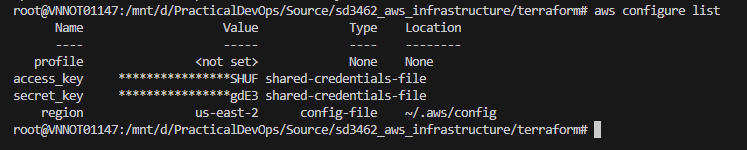 root@VNNOT01147:/mnt/d/PracticalDevOps/Source/sd3462_aws_infrastructure/terraform# aws configure list
      Name                    Value             Type    Location
      ----                    -----             ----    --------
   profile                <not set>             None    None
access_key     ****************SHUF shared-credentials-file
secret_key     ****************gdE3 shared-credentials-file
    region                us-east-2      config-file    ~/.aws/config
root@VNNOT01147:/mnt/d/PracticalDevOps/Source/sd3462_aws_infrastructure/terraform#